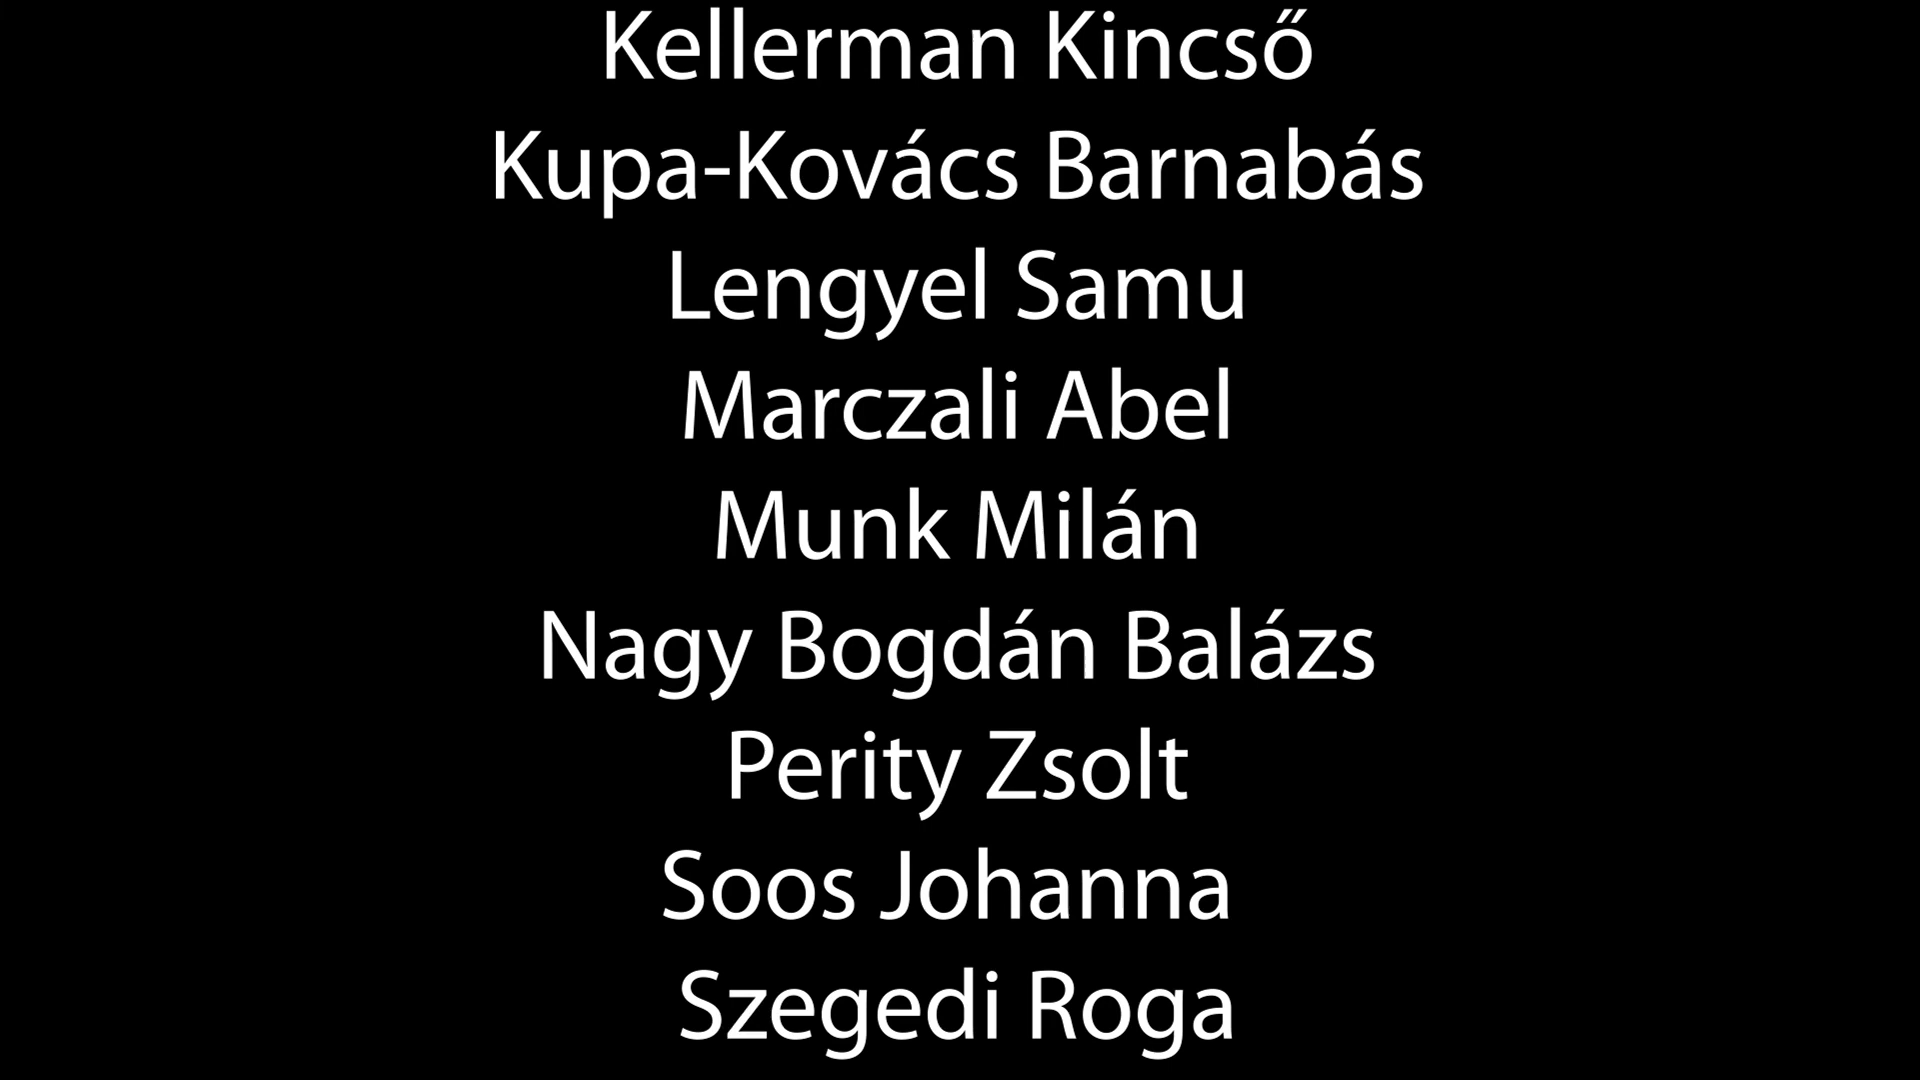 Kellerman Kincső
Kupa-Kovács Barnabás
Lengyel Samu
Marczali Abel
Munk Milán
Nagy Bogdán Balázs
Perity Zsolt
Soos Johanna
Szegedi Roga